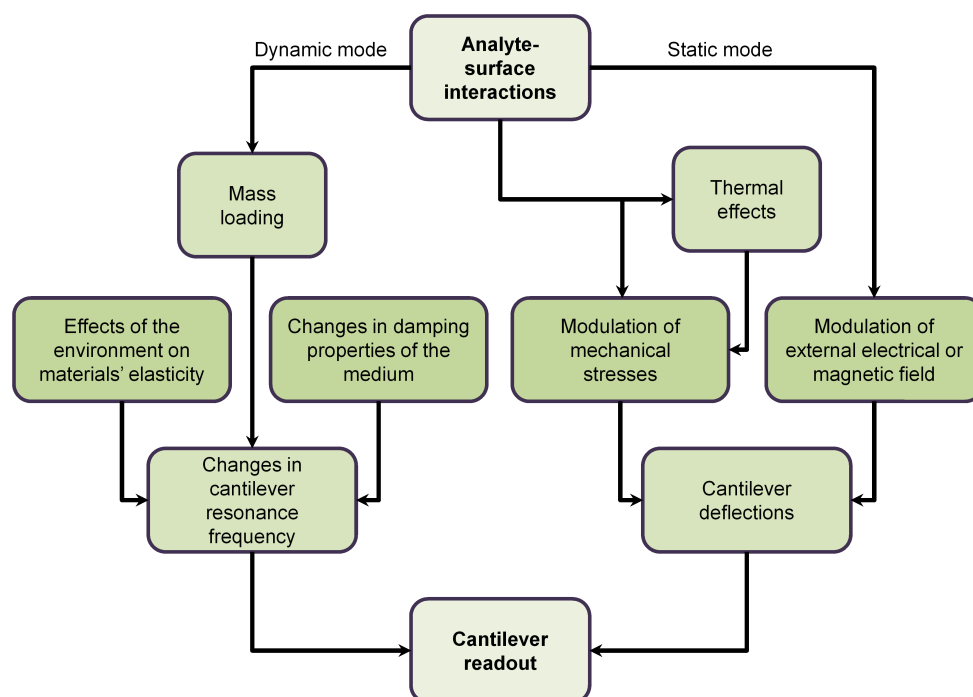 Dynamic mode
Analyte-
surface
interactions
Static mode
Mass
loading
Thermal
effects
Effects of the
environment on
materials’ elasticity
Changes in damping
properties of the
medium
Modulation of
mechanical
stresses
Modulation of
external electrical or
magnetic field
Changes in
cantilever
resonance
frequency
Cantilever
deflections
Cantilever
readout